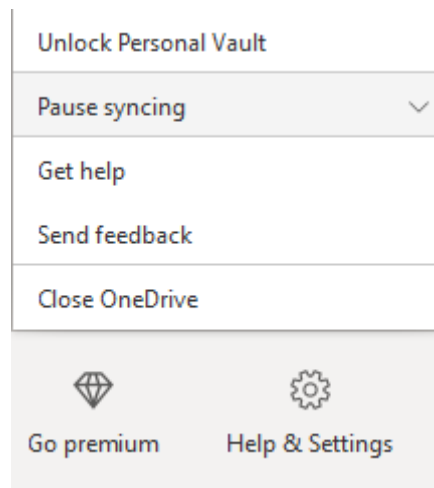 Unlock Personal Vault
Pause syncing
Get help
Send feedback
Close OneDrive
Go premium
Help & Settings